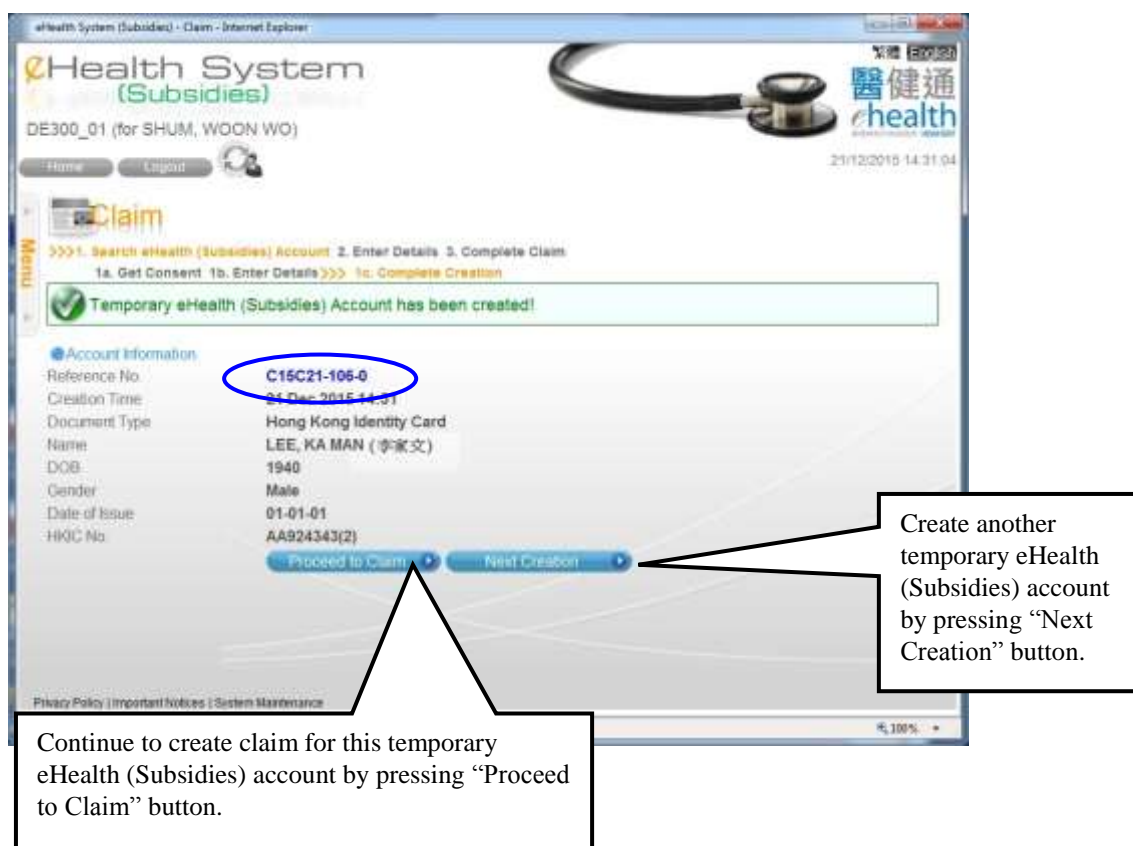 eHealth System (Subsidies) - Claim - Internet Explorer
繁體 English
eHealth System
(Subsidies)
醫健通
ehealth
DE300_01 (for SHUM, WOON WO)
Home Logout
21/12/2015 14:31:04
Menu
Claim
>>>1. Search eHealth (Subsidies) Account 2. Enter Details 3. Complete Claim
1a. Get Consent 1b. Enter Details >>> 1c. Complete Creation
Temporary eHealth (Subsidies) Account has been created!
Account Information
Reference No. C15C21-106-0
Creation Time 21 Dec 2015 14:31
Document Type Hong Kong Identity Card
Name LEE, KA MAN (李家文)
DOB 1940
Gender Male
Date of Issue 01-01-01
HKIC No. AA924343(2)
Proceed to Claim Next Creation
Create another
temporary eHealth
(Subsidies) account
by pressing “Next
Creation” button.
Privacy Policy | Important Notices | System Maintenance
100%
Continue to create claim for this temporary
eHealth (Subsidies) account by pressing “Proceed
to Claim” button.